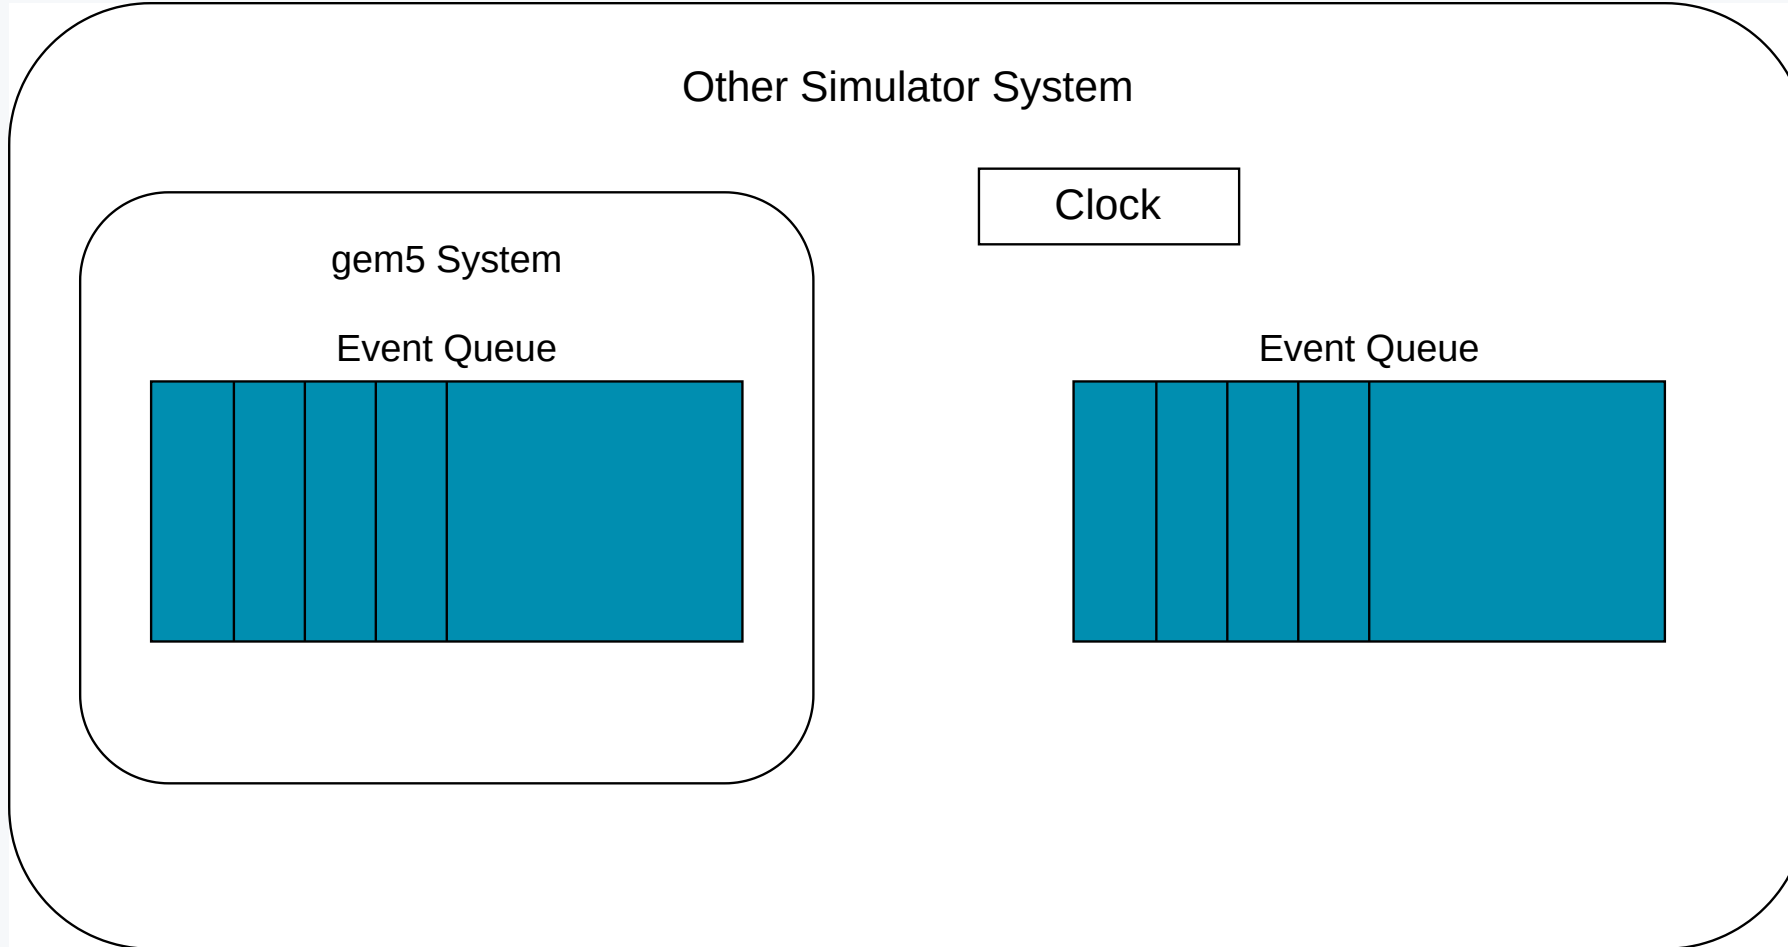 Other Simulator System
Clock
gem5 System
Event Queue
Event Queue